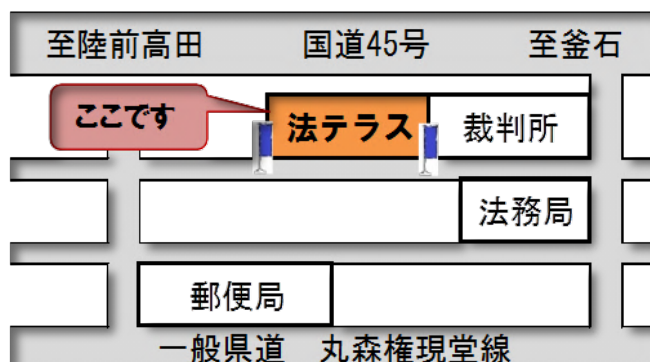 至陸前高田 国道45号 至釜石
ここです
法テラス 裁判所
法務局
郵便局
一般県道 丸森権現堂線